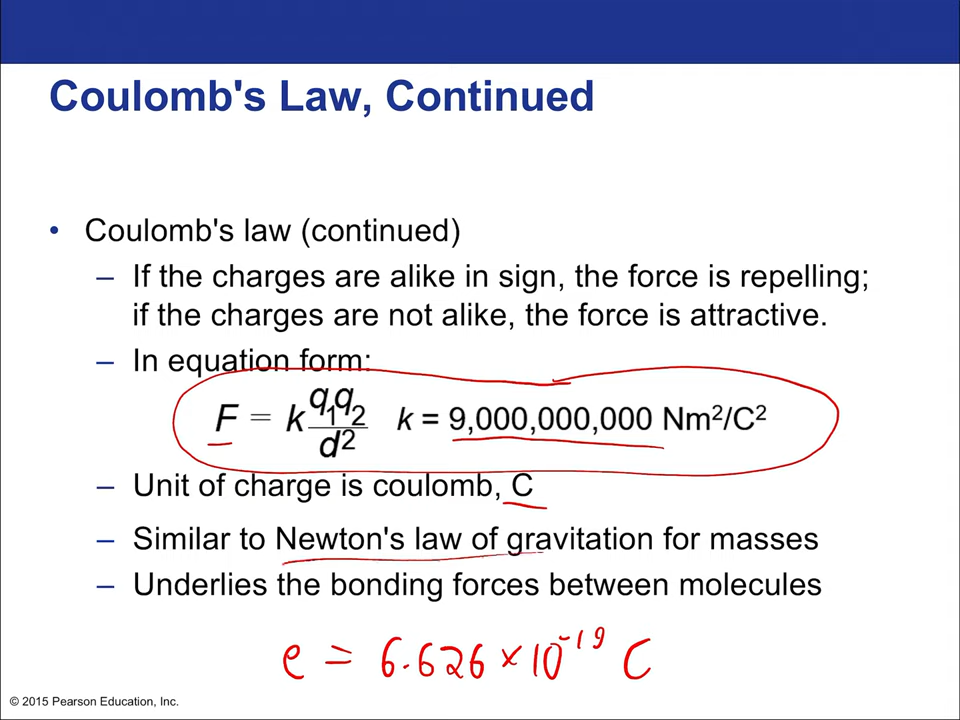 Coulomb's Law, Continued
• Coulomb's law (continued)
– If the charges are alike in sign, the force is repelling;
if the charges are not alike, the force is attractive.
– In equation form:
F = k q₁q₂/d² k = 9,000,000,000 Nm²/C²
– Unit of charge is coulomb, C
– Similar to Newton's law of gravitation for masses
– Underlies the bonding forces between molecules
e = 6.626 × 10⁻¹⁹ C
© 2015 Pearson Education, Inc.